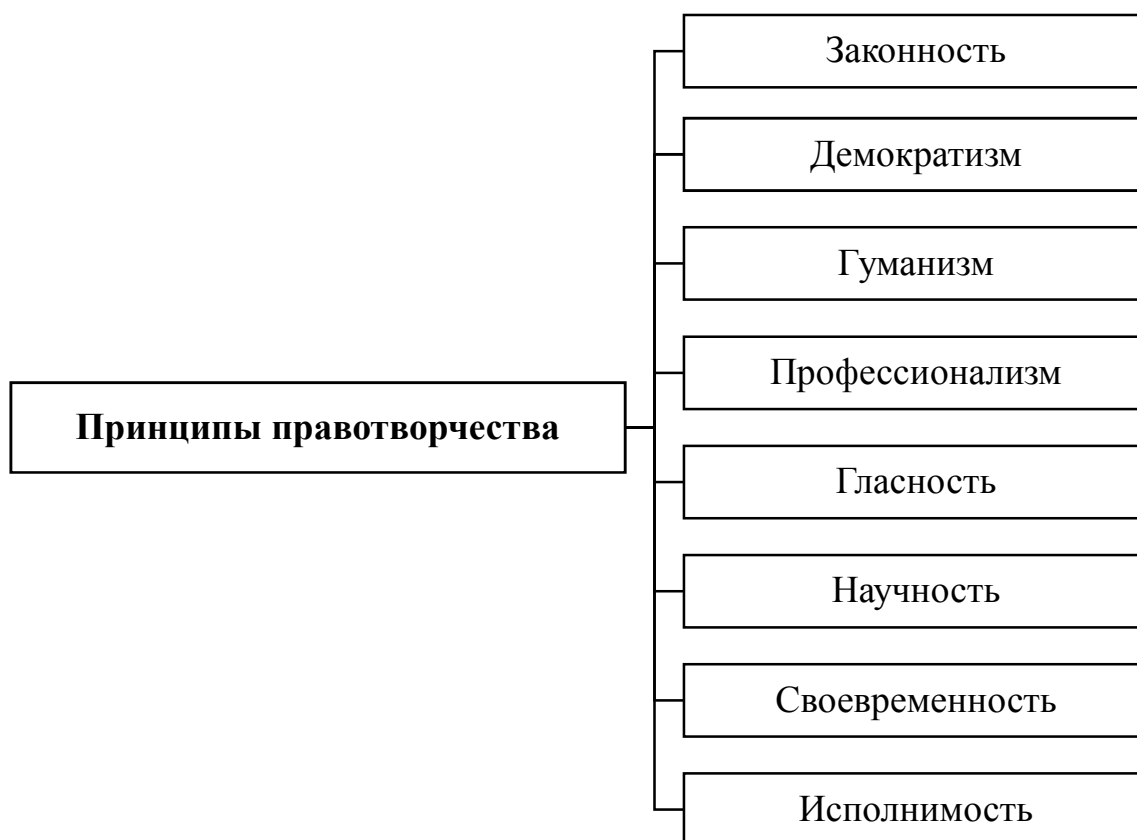 Законность
Демократизм
Гуманизм
Профессионализм
Принципы правотворчества
Гласность
Научность
Своевременность
Исполнимость